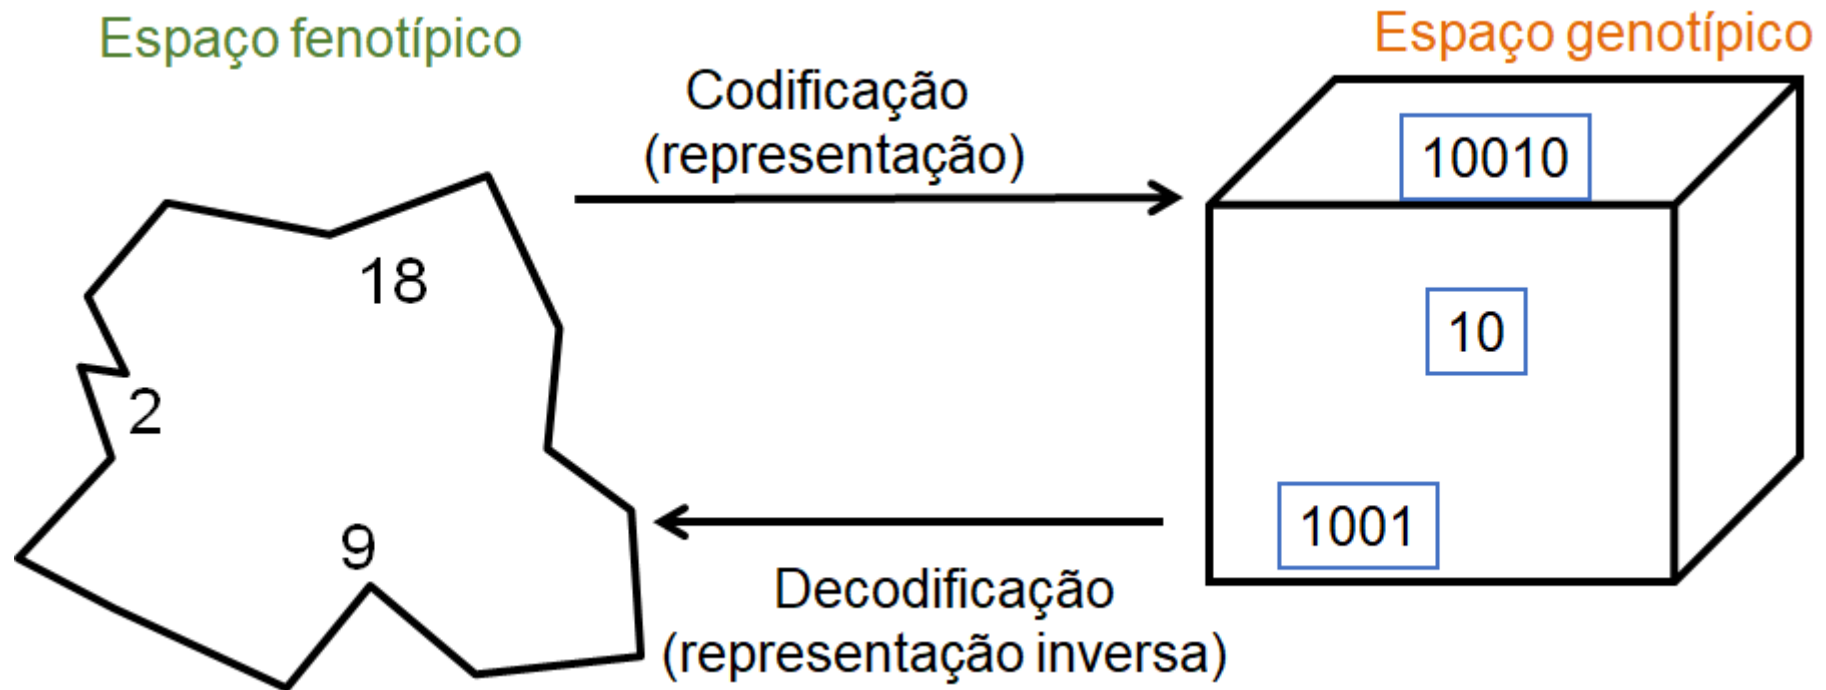 Espaço fenotípico
Espaço genotípico
Codificação
(representação)
10010
18
10
2
1001
9
Decodificação
(representação inversa)